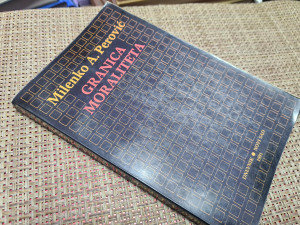 Milenko A. Perović
GRANICA
MORALITETA